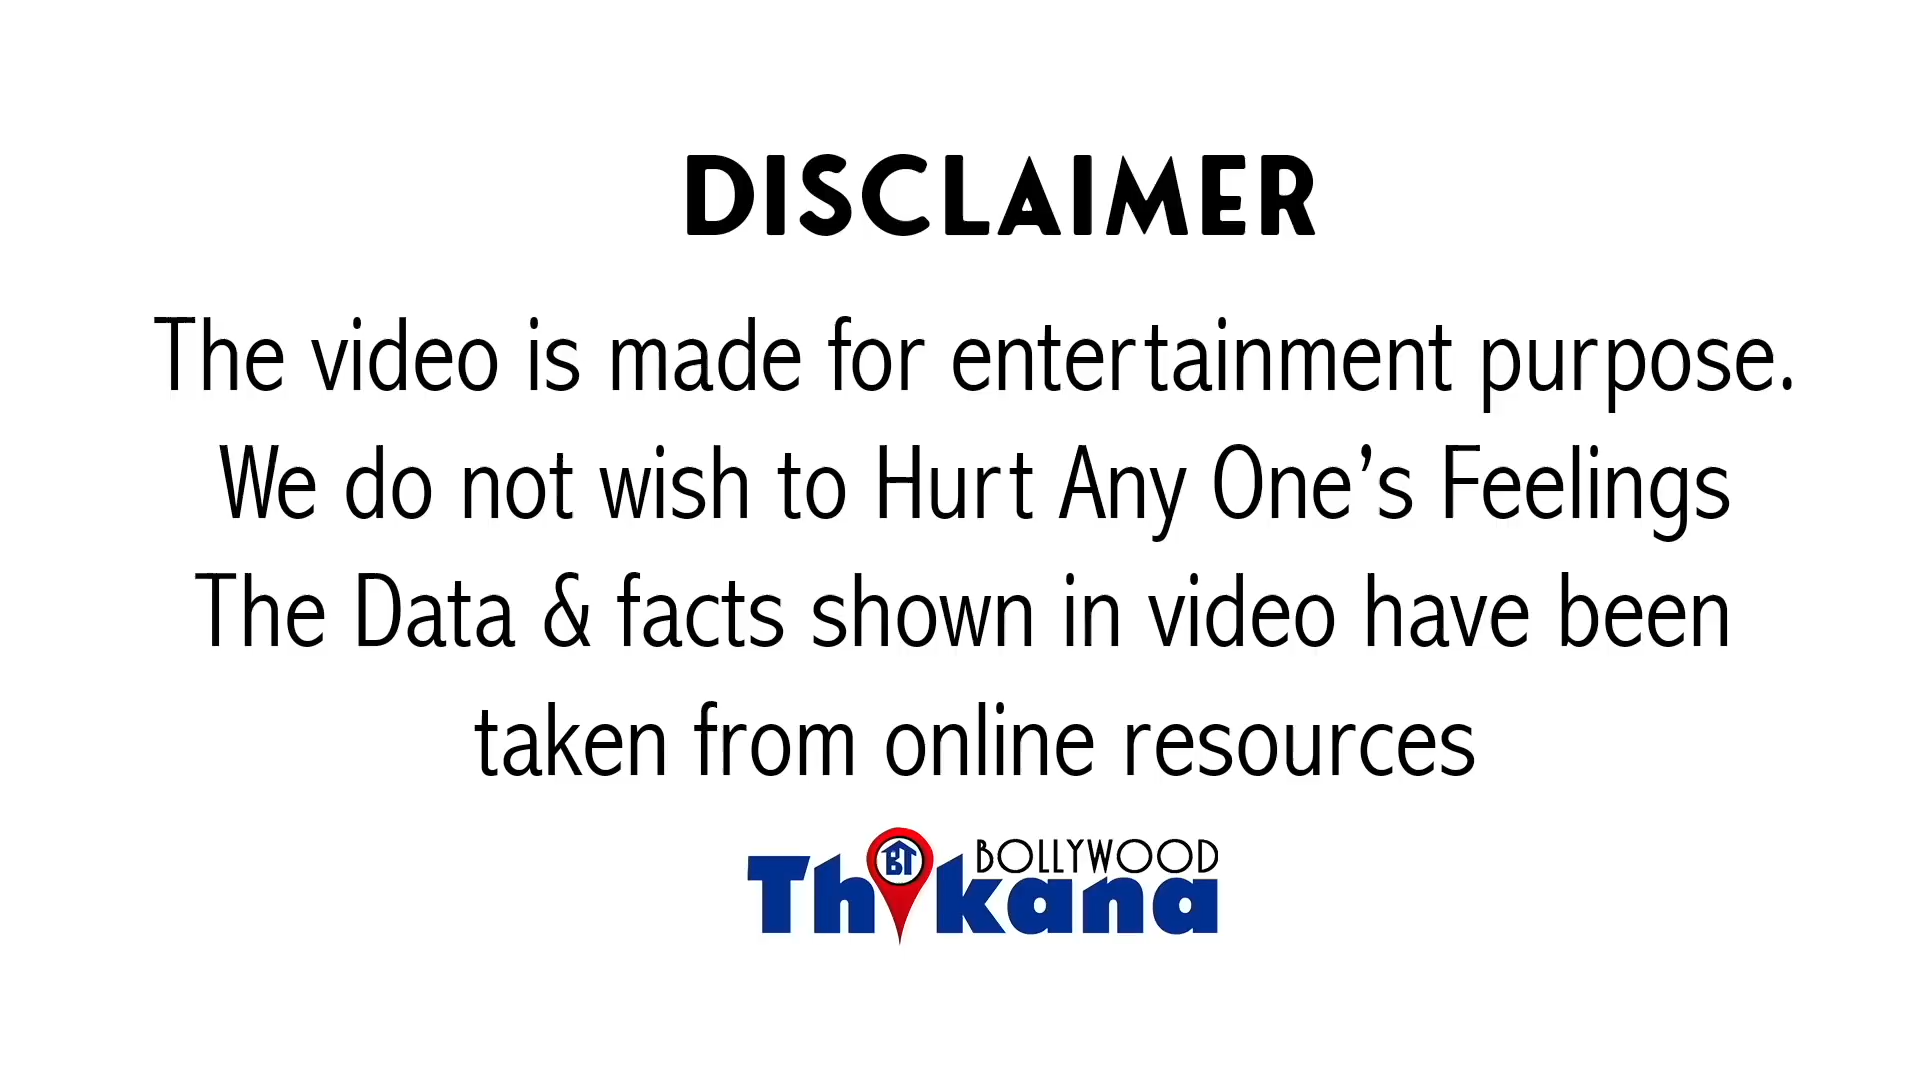 DISCLAIMER
The video is made for entertainment purpose.
We do not wish to Hurt Any One’s Feelings
The Data & facts shown in video have been
taken from online resources
BT
BOLLYWOOD
Thikana